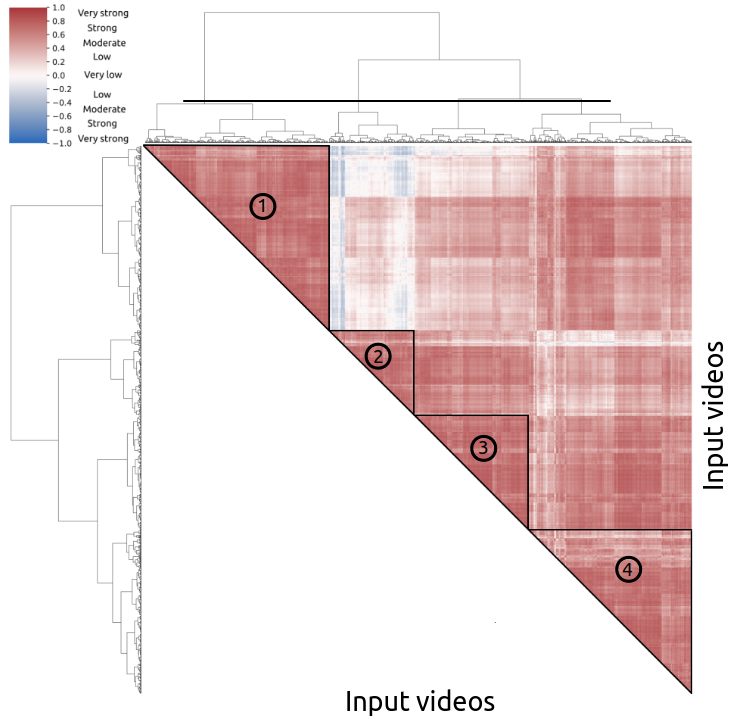 1.0 Very strong
0.8 Strong
0.6 Moderate
0.4 Low
0.2
0.0 Very low
−0.2 Low
−0.4 Moderate
−0.6 Strong
−0.8 Very strong
−1.0
1
2
3
4
Input videos
Input videos